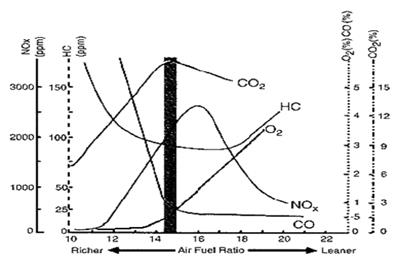 NOx (ppm)
HC (ppm)
O2(%) CO(%)
CO2(%)
3000
2000
1000
0
150
100
50
25
0
5
4
3
2
1
.5
0
15
12
9
6
3
0
CO2
HC
O2
NOx
CO
10 12 14 16 18 20 22
Richer Air Fuel Ratio Leaner